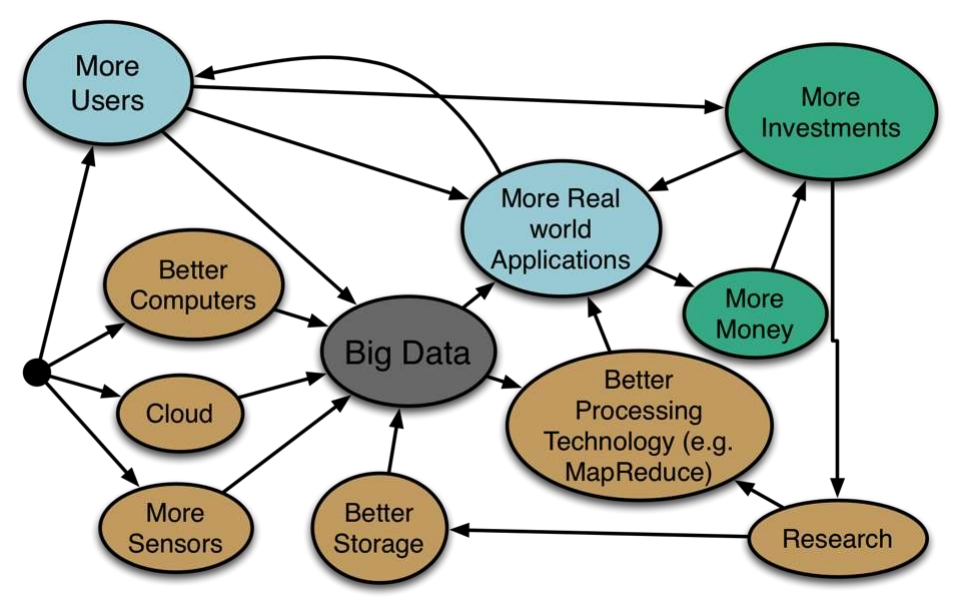 More
Users
More
Investments
More Real
world
Applications
Better
Computers
More
Money
Big Data
Better
Processing
Technology (e.g.
MapReduce)
Cloud
More
Sensors
Better
Storage
Research